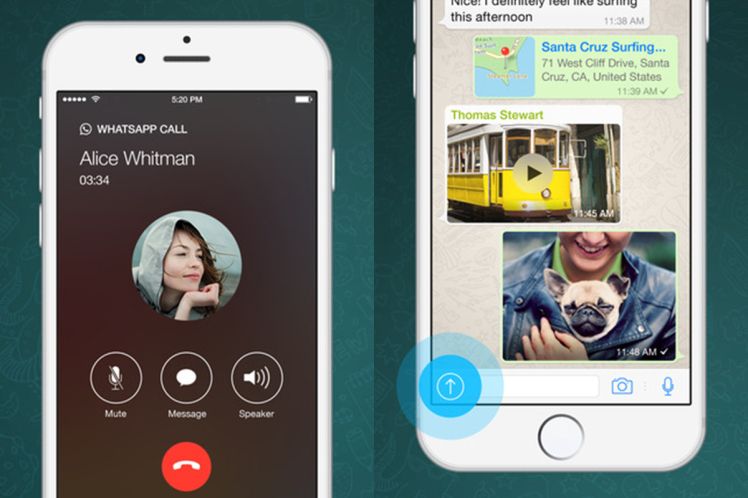 5:20 PM
WHATSAPP CALL
Alice Whitman
03:34
Mute
Message
Speaker
Nice! I definitely feel like surfing
this afternoon
11:38 AM
Santa Cruz Surfing...
71 West Cliff Drive, Santa
Cruz, CA, United States
11:39 AM
Thomas Stewart
11:45 AM
11:48 AM